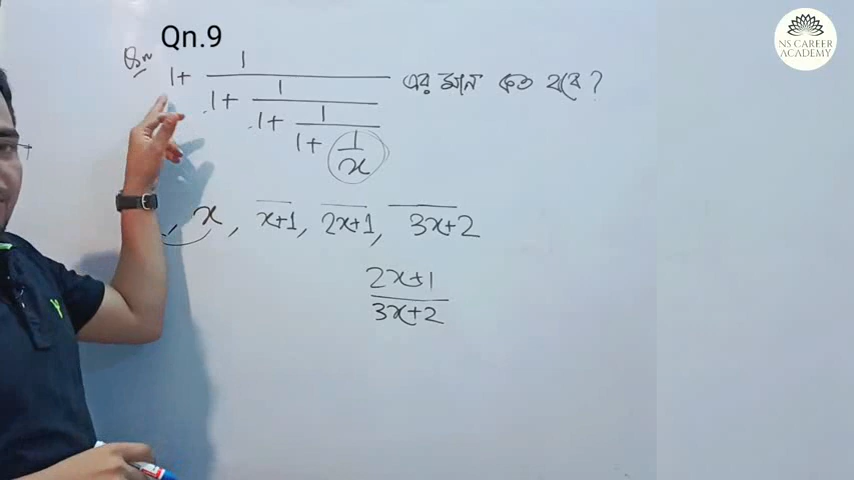 Qn.9
NS CAREER
ACADEMY
Qn
1+ 1
1+ 1
1+ 1
1+ 1
x
এর মান কত হবে?
, x, x+1, 2x+1, 3x+2
2x+1
3x+2